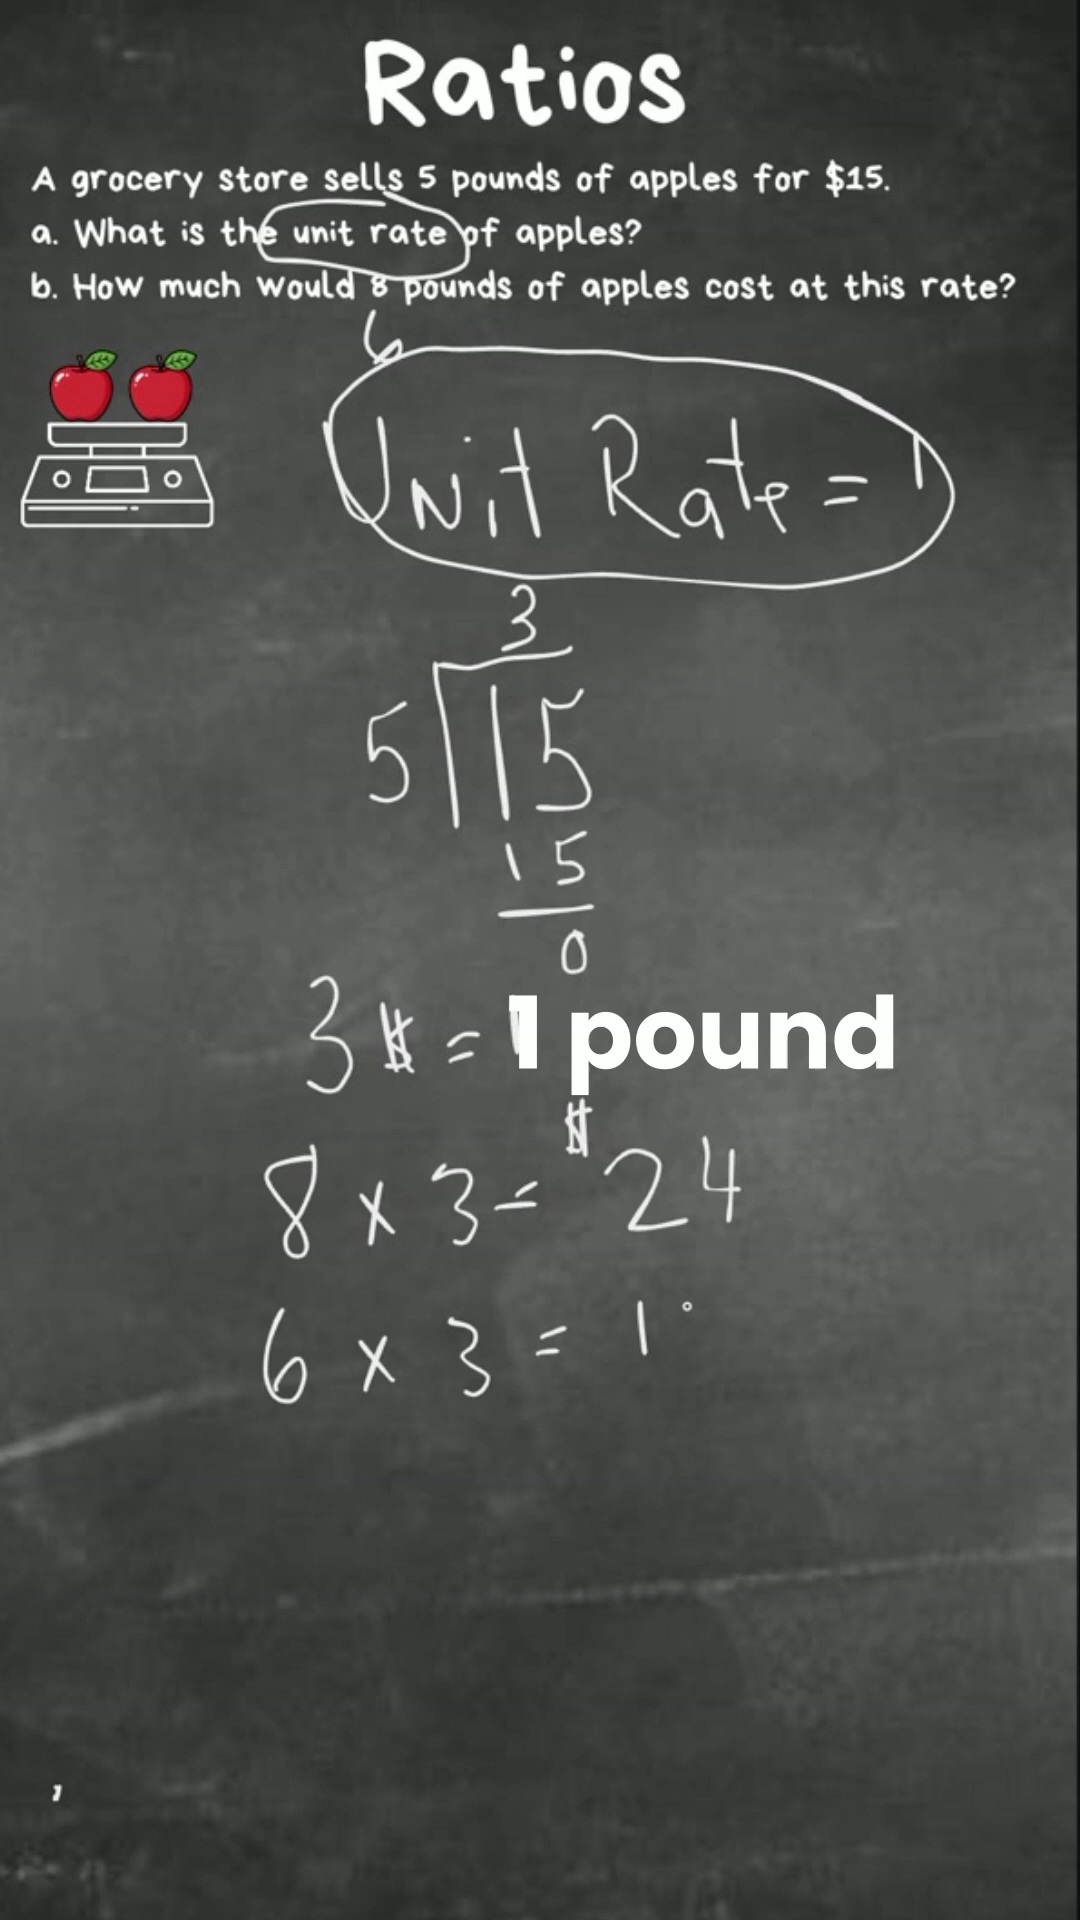 Ratios
A grocery store sells 5 pounds of apples for $15.
a. What is the unit rate of apples?
b. How much would 8 pounds of apples cost at this rate?
6
Unit Rate = 1
3
5 15
15
0
3 $ = 1 pound
8 x 3 = $24
6 x 3 = 1
,